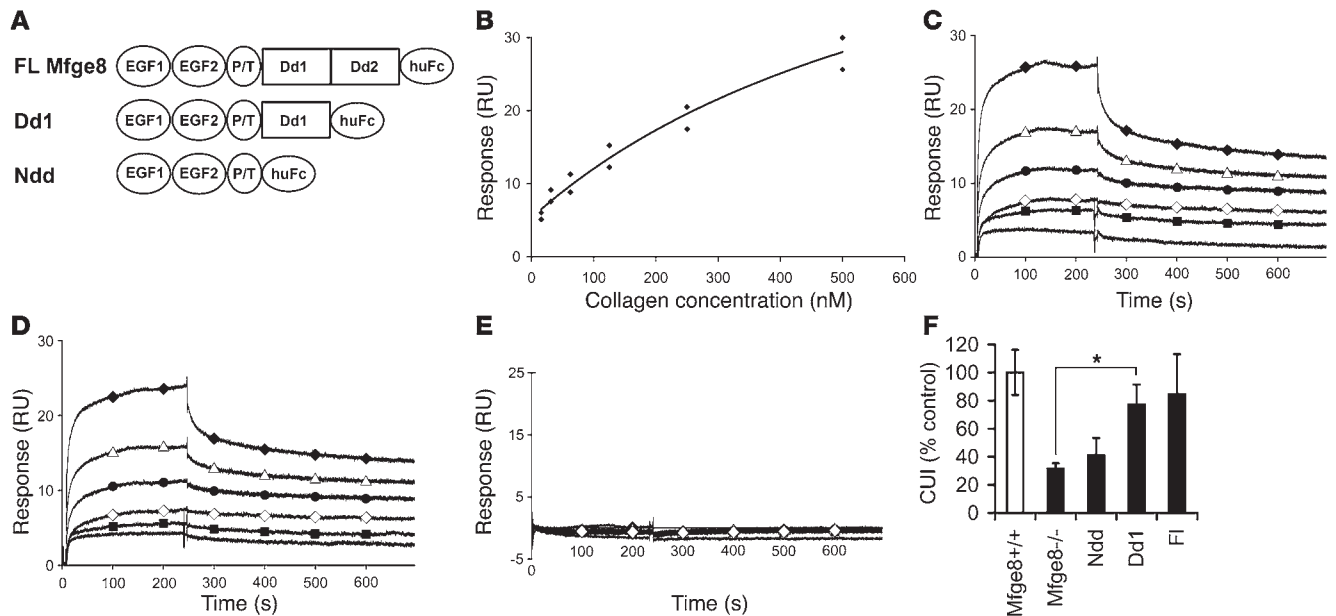 A
FL Mfge8 EGF1 EGF2 P/T Dd1 Dd2 huFc
Dd1 EGF1 EGF2 P/T Dd1 huFc
Ndd EGF1 EGF2 P/T huFc
B
Response (RU)
30
20
10
0
0 100 200 300 400 500 600
Collagen concentration (nM)
C
Response (RU)
30
20
10
0
0 100 200 300 400 500 600
Time (s)
D
Response (RU)
30
20
10
0
0 100 200 300 400 500 600
Time (s)
E
Response (RU)
25
15
5
-5
100 200 300 400 500 600
Time (s)
F
CUI (% control)
120
100
80
60
40
20
0
*
Mfge8+/+
Mfge8-/-
Ndd
Dd1
Fl